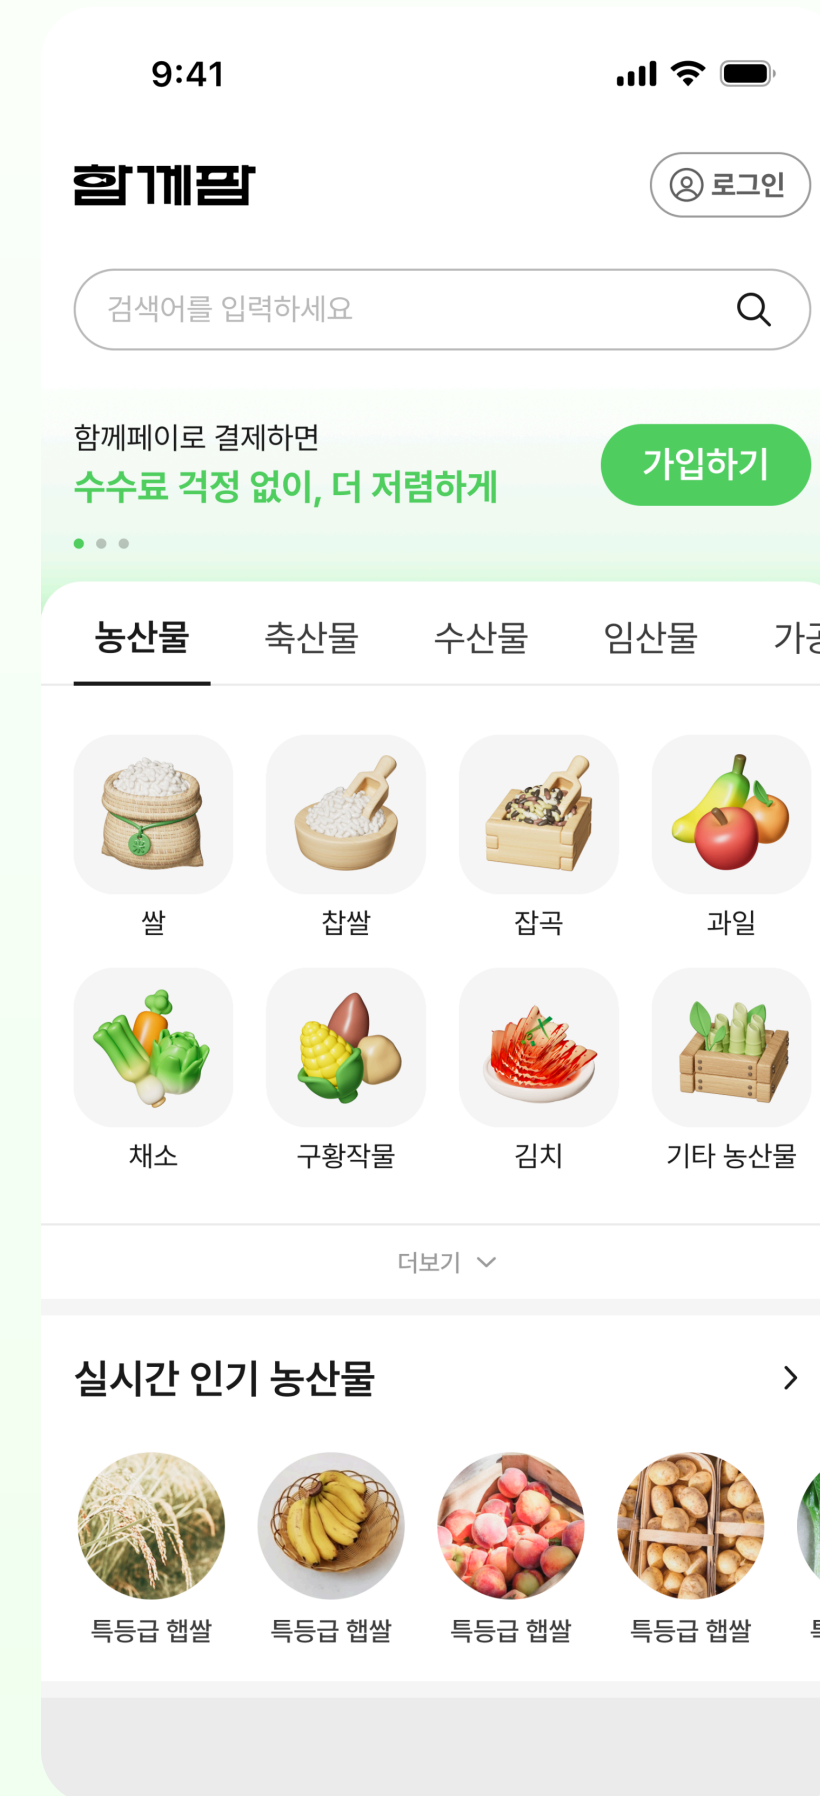 9:41
함께팜
로그인
검색어를 입력하세요
함께페이로 결제하면
수수료 걱정 없이, 더 저렴하게
가입하기
농산물 축산물 수산물 임산물 가공
쌀 찹쌀 잡곡 과일
채소 구황작물 김치 기타 농산물
더보기
실시간 인기 농산물
특등급 햅쌀 특등급 햅쌀 특등급 햅쌀 특등급 햅쌀